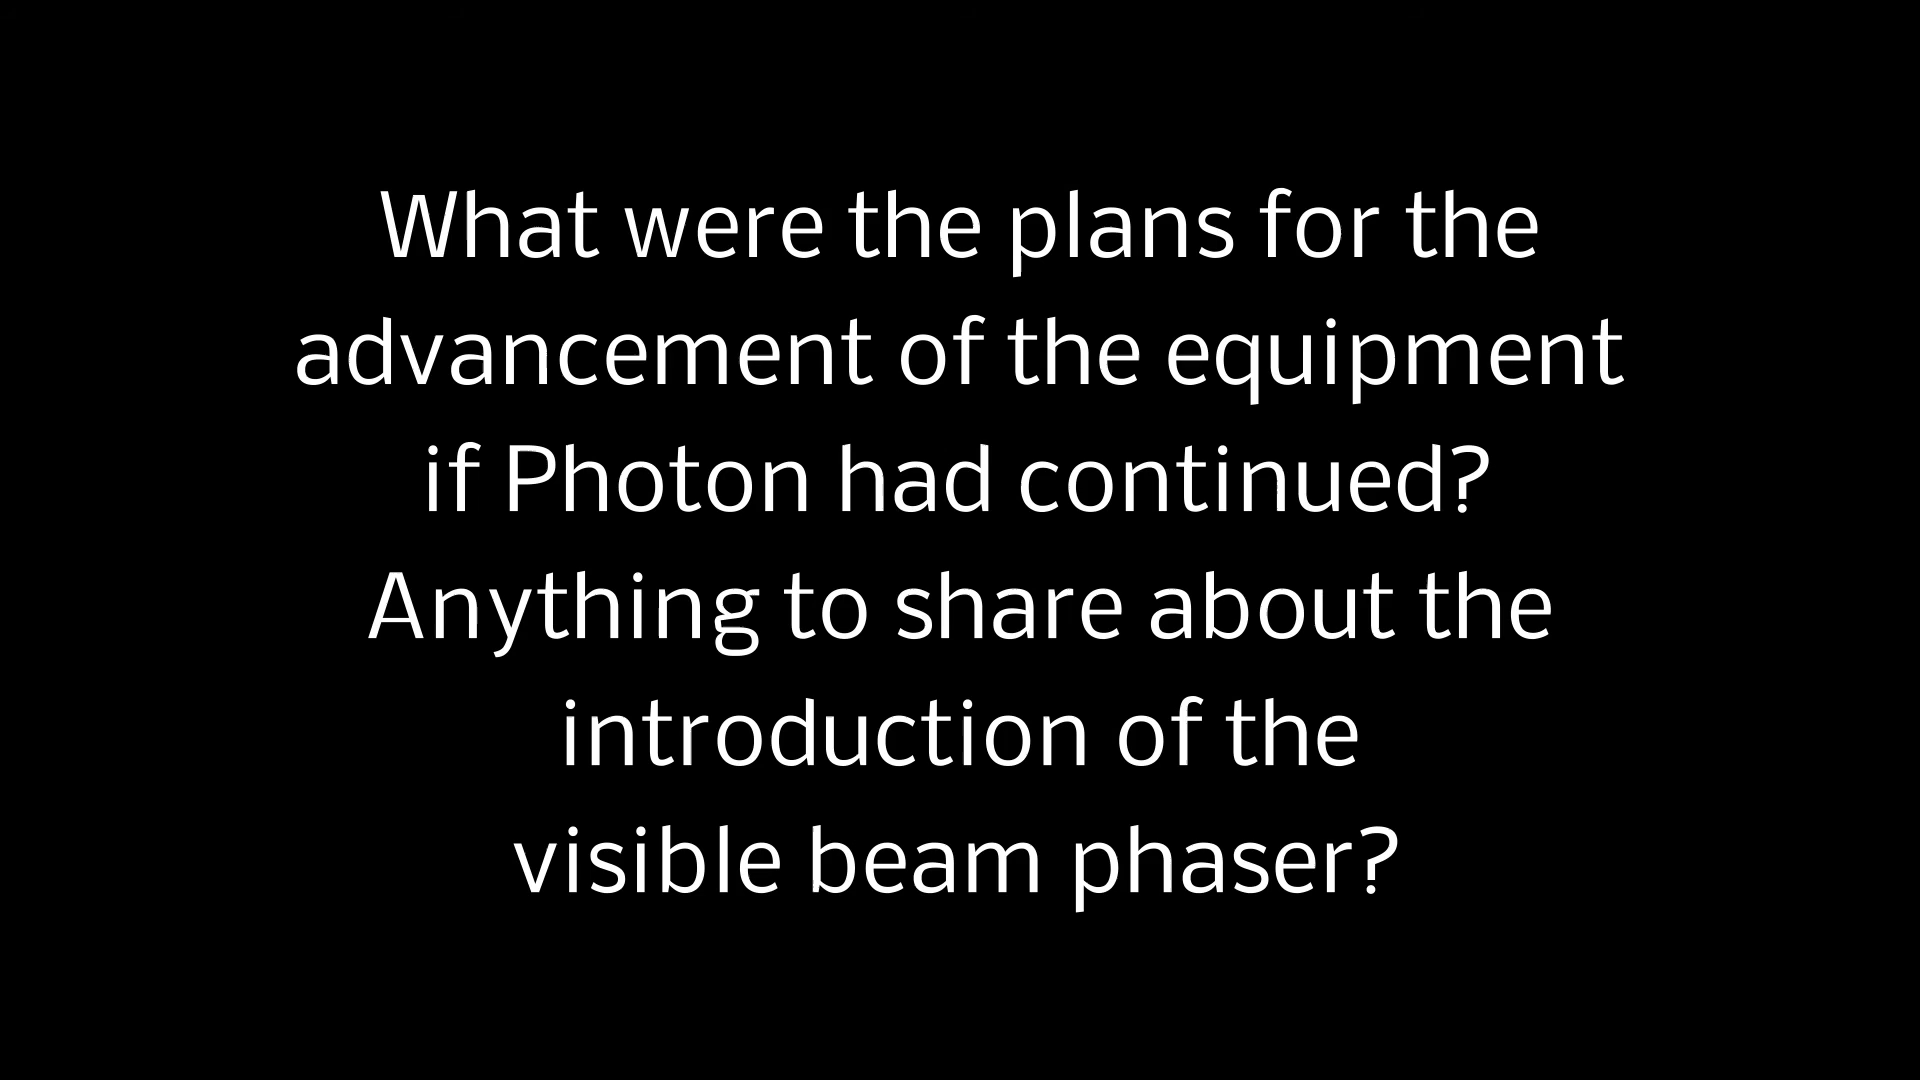 What were the plans for the
advancement of the equipment
if Photon had continued?
Anything to share about the
introduction of the
visible beam phaser?